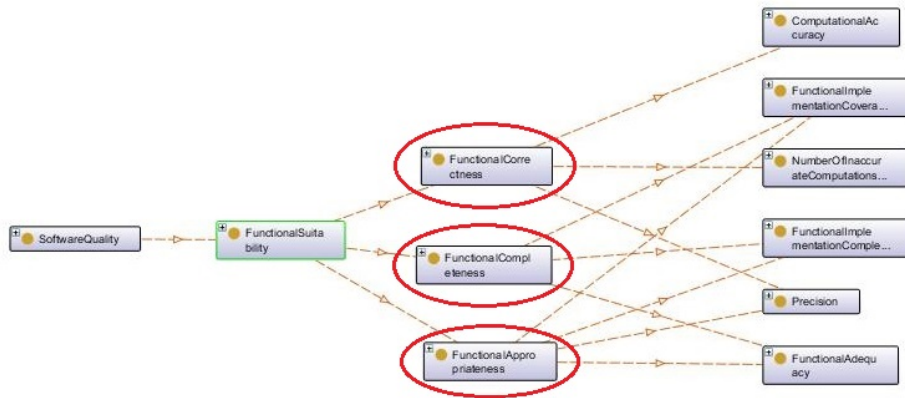 SoftwareQuality
FunctionalSuita
bility
FunctionalCorre
ctness
FunctionalCompl
eteness
FunctionalAppro
priateness
ComputationalAc
curacy
FunctionalImple
mentationCovera...
NumberOfInaccur
ateComputations...
FunctionalImple
mentationComple...
Precision
FunctionalAdequ
acy